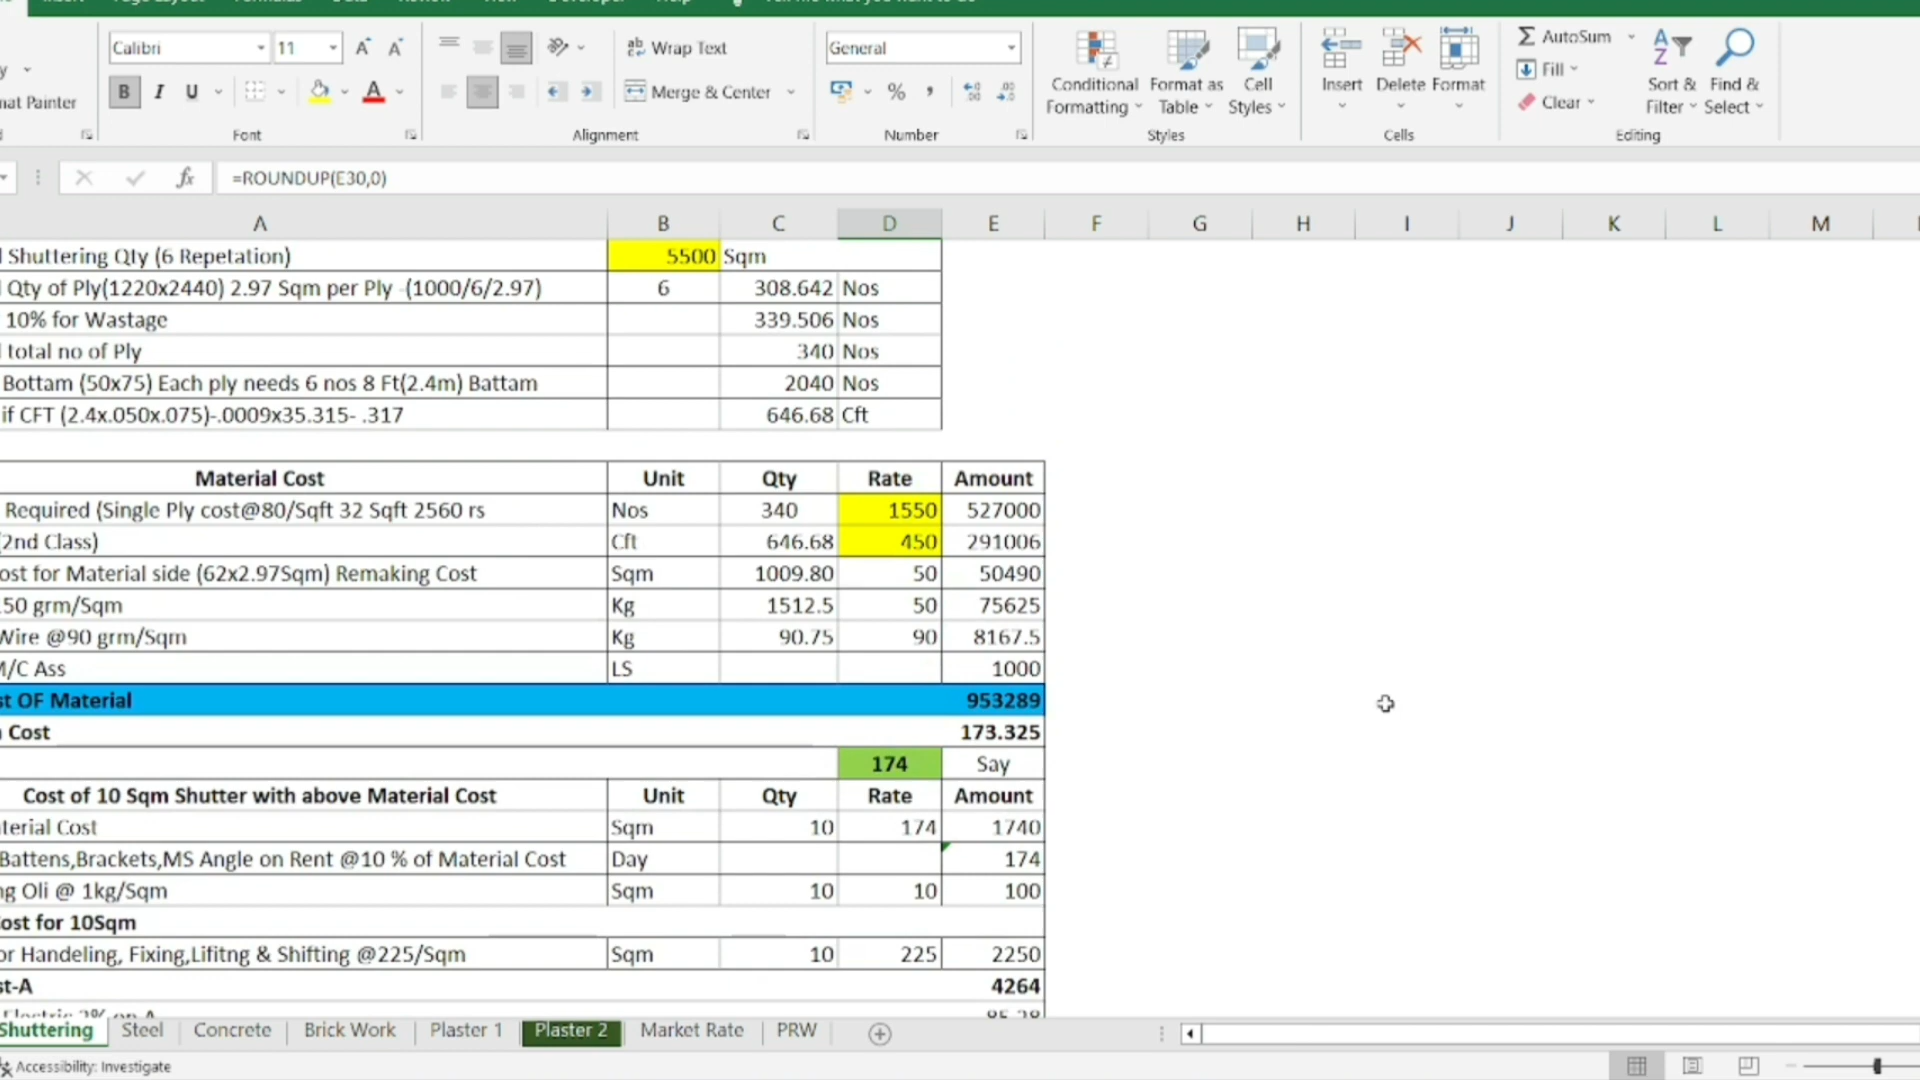 Calibri 11 Wrap Text General AutoSum
Fill
Conditional Format as Cell Insert Delete Format Sort & Find &
B I U Merge & Center % Formatting Table Styles Clear Filter Select
Painter
Font Alignment Number Styles Cells Editing
fx =ROUNDUP(E30,0)
A B C D E F G H I J K L M
Shuttering Qty (6 Repetation) 5500 Sqm
Qty of Ply(1220x2440) 2.97 Sqm per Ply -(1000/6/2.97) 6 308.642 Nos
10% for Wastage 339.506 Nos
total no of Ply 340 Nos
Bottam (50x75) Each ply needs 6 nos 8 Ft(2.4m) Battam 2040 Nos
if CFT (2.4x.050x.075)-.0009x35.315- .317 646.68 Cft
Material Cost Unit Qty Rate Amount
Required (Single Ply cost@80/Sqft 32 Sqft 2560 rs Nos 340 1550 527000
(2nd Class) Cft 646.68 450 291006
ost for Material side (62x2.97Sqm) Remaking Cost Sqm 1009.80 50 50490
50 grm/Sqm Kg 1512.5 50 75625
Wire @90 grm/Sqm Kg 90.75 90 8167.5
M/C Ass LS 1000
st OF Material 953289
Cost 173.325
174 Say
Cost of 10 Sqm Shutter with above Material Cost Unit Qty Rate Amount
terial Cost Sqm 10 174 1740
Battens,Brackets,MS Angle on Rent @10 % of Material Cost Day 174
ng Oli @ 1kg/Sqm Sqm 10 10 100
ost for 10Sqm
or Handeling, Fixing,Lifitng & Shifting @225/Sqm Sqm 10 225 2250
st-A 4264
Shuttering Steel Concrete Brick Work Plaster 1 Plaster 2 Market Rate PRW
Accessibility: Investigate